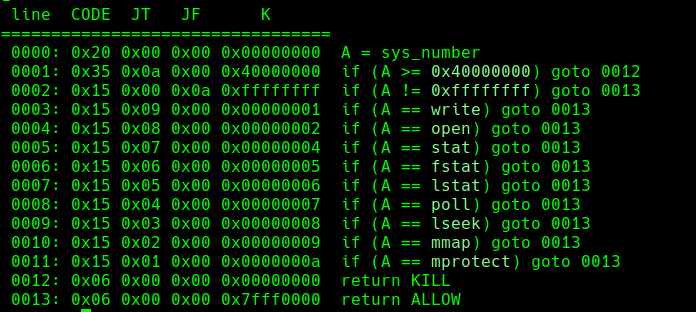 line CODE JT JF K
=================================
0000: 0x20 0x00 0x00 0x00000000 A = sys_number
0001: 0x35 0x0a 0x00 0x40000000 if (A >= 0x40000000) goto 0012
0002: 0x15 0x00 0x0a 0xffffffff if (A != 0xffffffff) goto 0013
0003: 0x15 0x09 0x00 0x00000001 if (A == write) goto 0013
0004: 0x15 0x08 0x00 0x00000002 if (A == open) goto 0013
0005: 0x15 0x07 0x00 0x00000004 if (A == stat) goto 0013
0006: 0x15 0x06 0x00 0x00000005 if (A == fstat) goto 0013
0007: 0x15 0x05 0x00 0x00000006 if (A == lstat) goto 0013
0008: 0x15 0x04 0x00 0x00000007 if (A == poll) goto 0013
0009: 0x15 0x03 0x00 0x00000008 if (A == lseek) goto 0013
0010: 0x15 0x02 0x00 0x00000009 if (A == mmap) goto 0013
0011: 0x15 0x01 0x00 0x0000000a if (A == mprotect) goto 0013
0012: 0x06 0x00 0x00 0x00000000 return KILL
0013: 0x06 0x00 0x00 0x7fff0000 return ALLOW